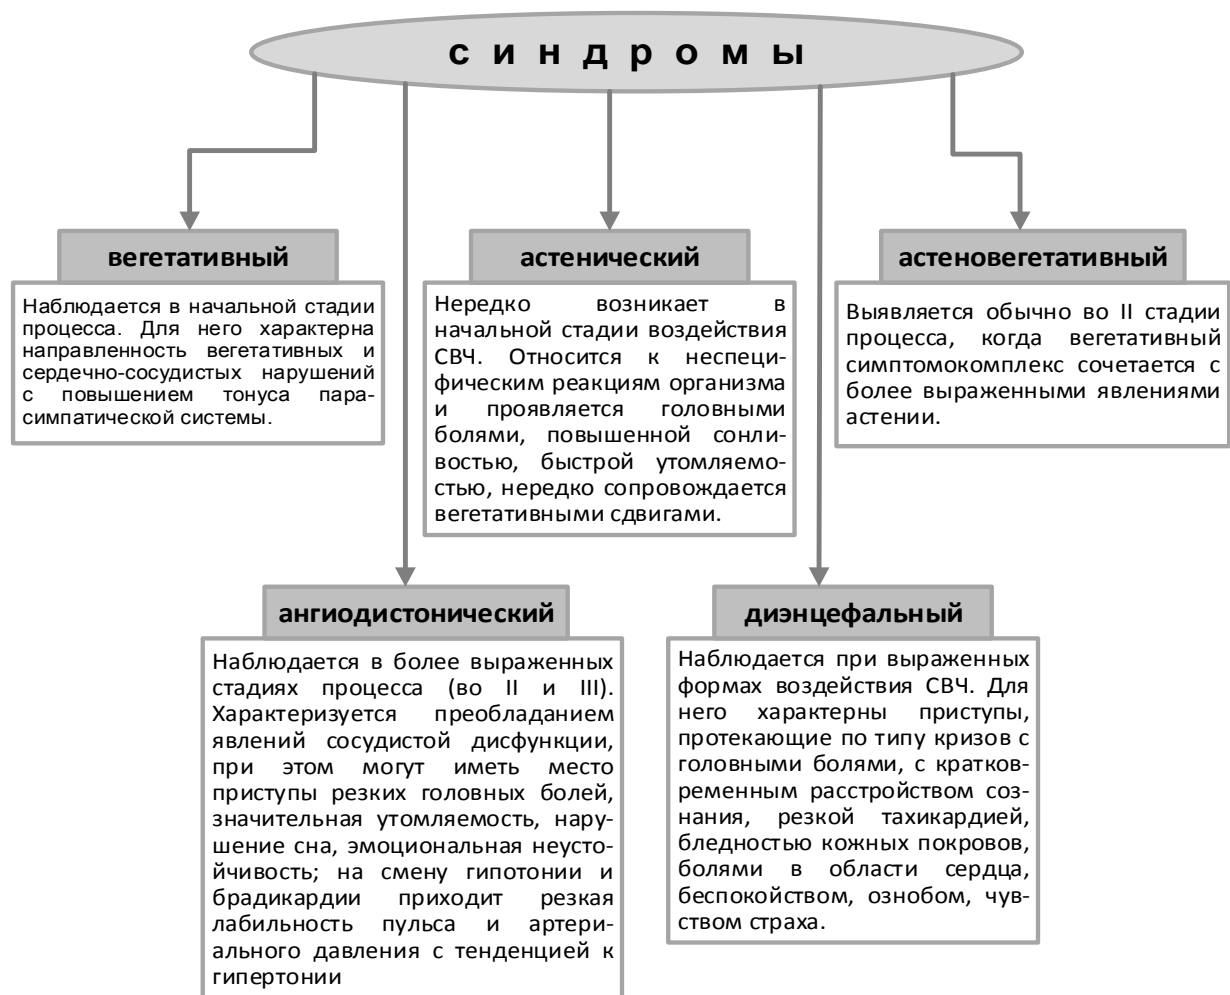 синдромы
вегетативный
Наблюдается в начальной стадии
процесса. Для него характерна
направленность вегетативных и
сердечно-сосудистых нарушений
с повышением тонуса пара-
симпатической системы.
астенический
Нередко возникает в
начальной стадии воздействия
СВЧ. Относится к неспеци-
фическим реакциям организма
и проявляется головными
болями, повышенной сонли-
востью, быстрой утомляемо-
стью, нередко сопровождается
вегетативными сдвигами.
астеновегетативный
Выявляется обычно во II стадии
процесса, когда вегетативный
симптомокомплекс сочетается с
более выраженными явлениями
астении.
ангиодистонический
Наблюдается в более выраженных
стадиях процесса (во II и III).
Характеризуется преобладанием
явлений сосудистой дисфункции,
при этом могут иметь место
приступы резких головных болей,
значительная утомляемость, нару-
шение сна, эмоциональная неусто-
йчивость; на смену гипотонии и
брадикардии приходит резкая
лабильность пульса и артери-
ального давления с тенденцией к
гипертонии
диэнцефальный
Наблюдается при выраженных
формах воздействия СВЧ. Для
него характерны приступы,
протекающие по типу кризов с
головными болями, с кратков-
ременным расстройством соз-
нания, резкой тахикардией,
бледностью кожных покровов,
болями в области сердца,
беспокойством, ознобом, чув-
ством страха.